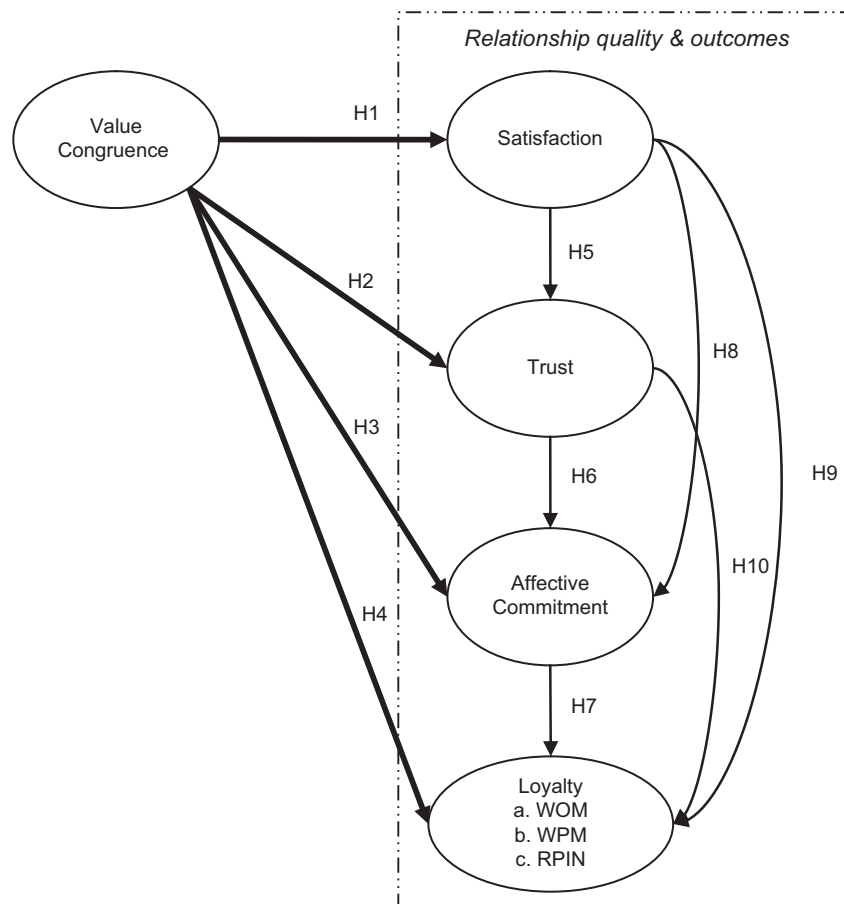 Relationship quality & outcomes
Value
Congruence
H1
Satisfaction
H5
H2
Trust
H8
H3
H6
H9
H10
Affective
Commitment
H4
H7
Loyalty
a. WOM
b. WPM
c. RPIN